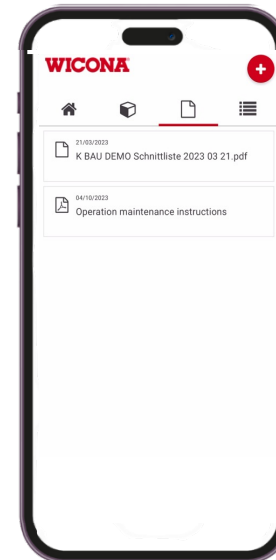 WICONA
21/03/2023
K BAU DEMO Schnittliste 2023 03 21.pdf
04/10/2023
Operation maintenance instructions